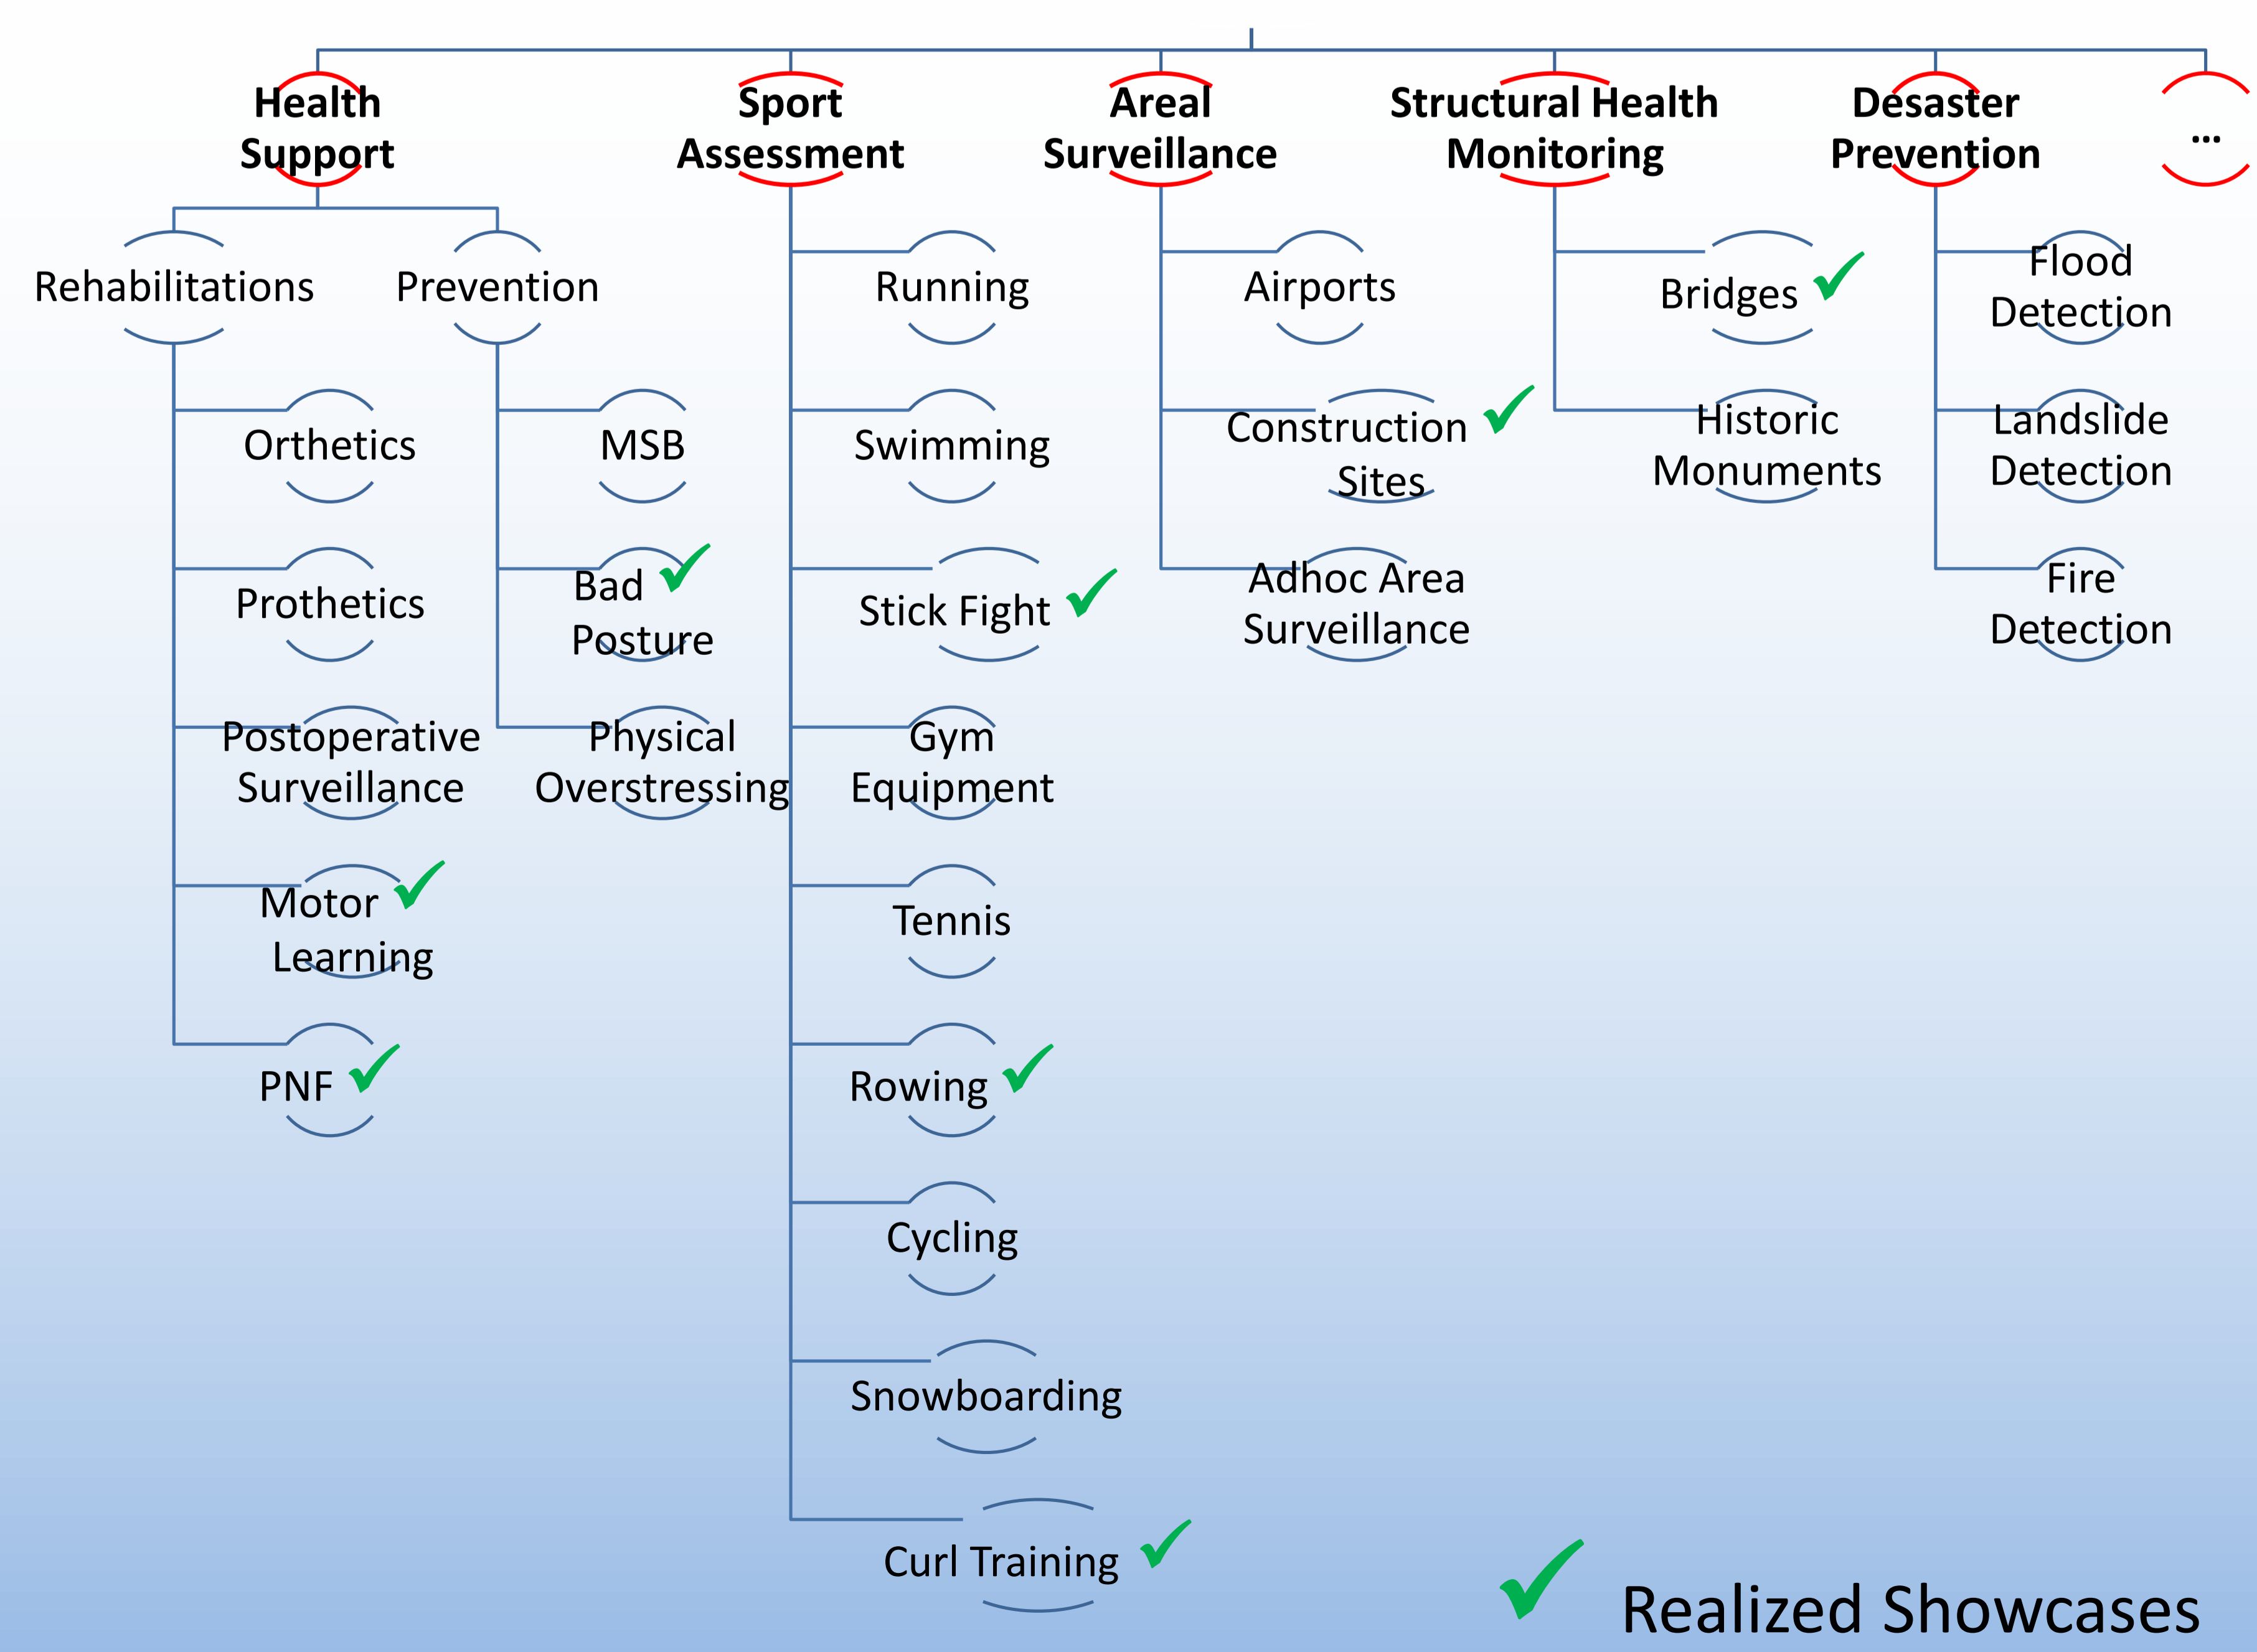 Health
Support
Sport
Assessment
Areal
Surveillance
Structural Health
Monitoring
Desaster
Prevention
...
Rehabilitations
Orthetics
Prothetics
Postoperative
Surveillance
Motor
Learning
PNF
Prevention
MSB
Bad
Posture
Physical
Overstressing
Running
Swimming
Stick Fight
Gym
Equipment
Tennis
Rowing
Cycling
Snowboarding
Curl Training
Airports
Construction
Sites
Adhoc Area
Surveillance
Bridges
Historic
Monuments
Flood
Detection
Landslide
Detection
Fire
Detection
Realized Showcases